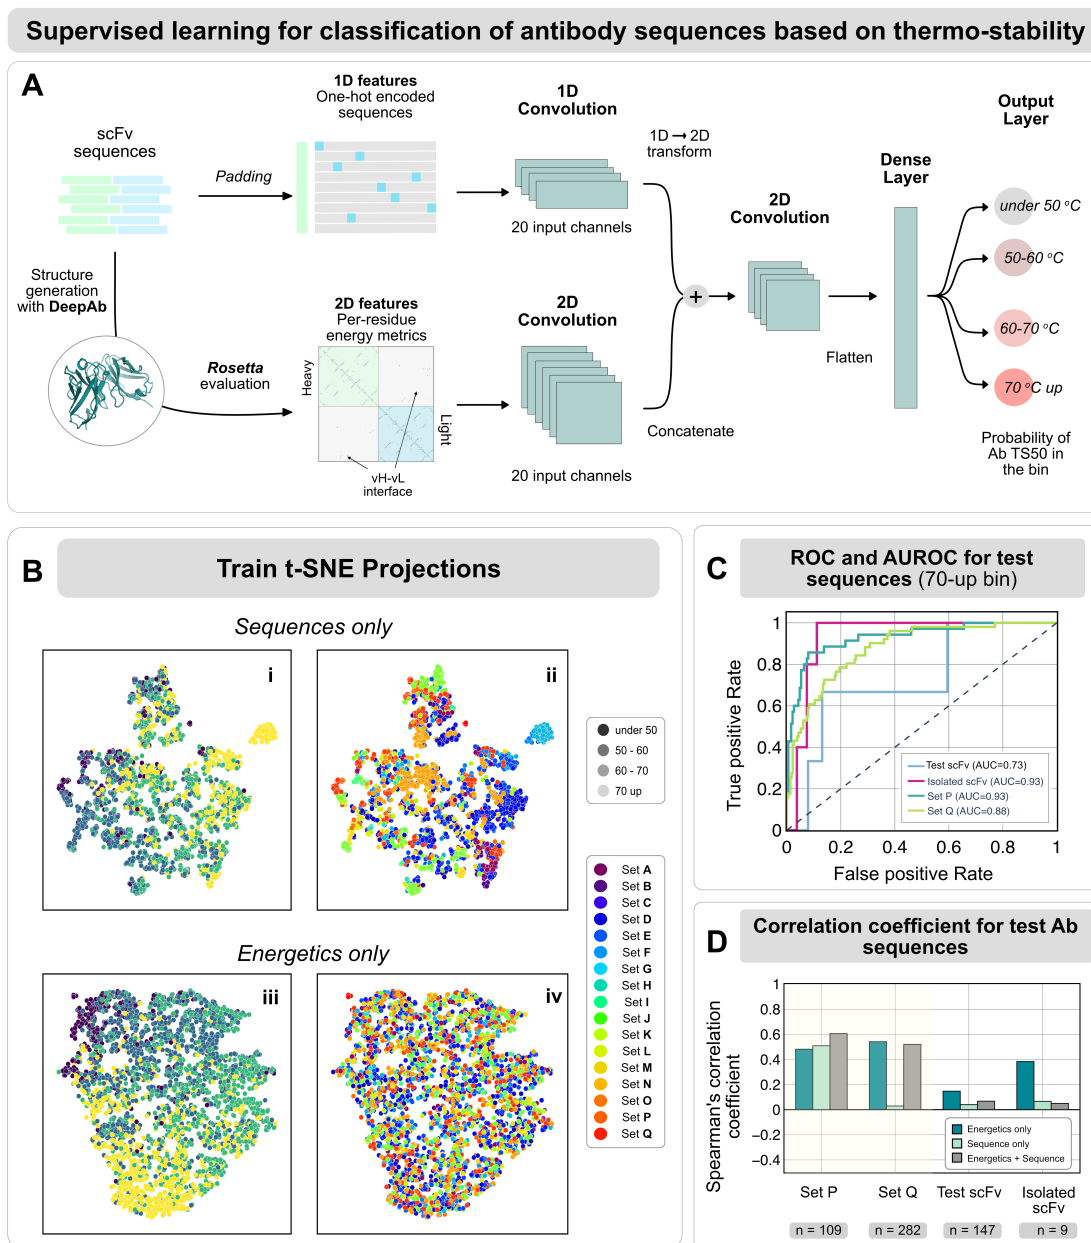 Supervised learning for classification of antibody sequences based on thermo-stability
A
scFv
sequences
Padding
1D features
One-hot encoded
sequences
1D
Convolution
20 input channels
1D → 2D
transform
2D
Convolution
Dense
Layer
Output
Layer
under 50 °C
50-60 °C
60-70 °C
70 °C up
Probability of
Ab TS50 in
the bin
Structure
generation
with DeepAb
Rosetta
evaluation
2D features
Per-residue
energy metrics
Heavy
Light
vH-vL
interface
2D
Convolution
20 input channels
+
Concatenate
Flatten
B
Train t-SNE Projections
Sequences only
i
ii
under 50
50 - 60
60 - 70
70 up
Energetics only
iii
iv
Set A
Set B
Set C
Set D
Set E
Set F
Set G
Set H
Set I
Set J
Set K
Set L
Set M
Set N
Set O
Set P
Set Q
C
ROC and AUROC for test
sequences (70-up bin)
True positive Rate
1
0.8
0.6
0.4
0.2
0
0
0.2
0.4
0.6
0.8
1
False positive Rate
Test scFv (AUC=0.73)
Isolated scFv (AUC=0.93)
Set P (AUC=0.93)
Set Q (AUC=0.88)
D
Correlation coefficient for test Ab
sequences
Spearman's correlation
coefficient
1
0.8
0.6
0.4
0.2
0
−0.2
−0.4
Energetics only
Sequence only
Energetics + Sequence
Set P
Set Q
Test scFv
Isolated
scFv
n = 109
n = 282
n = 147
n = 9